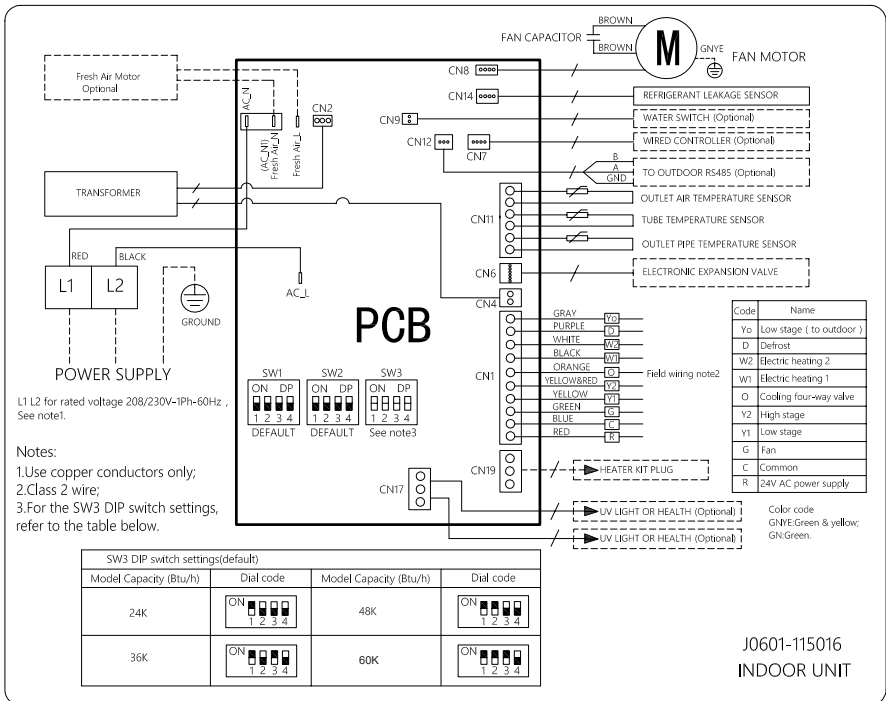 BROWN
FAN CAPACITOR
BROWN
M
GNYE
FAN MOTOR
Fresh Air Motor
Optional
AC_N
(AC_N1)
Fresh Air_N
Fresh Air_L
CN2
CN8
CN14
REFRIGERANT LEAKAGE SENSOR
CN9
WATER SWITCH (Optional)
CN12
CN7
WIRED CONTROLLER (Optional)
B
A
GND
TO OUTDOOR RS485 (Optional)
TRANSFORMER
CN11
OUTLET AIR TEMPERATURE SENSOR
TUBE TEMPERATURE SENSOR
OUTLET PIPE TEMPERATURE SENSOR
RED
BLACK
L1
L2
GROUND
AC_L
CN6
ELECTRONIC EXPANSION VALVE
CN4
PCB
POWER SUPPLY
L1 L2 for rated voltage 208/230V-1Ph-60Hz ,
See note1.
CN1
GRAY Yo
PURPLE D
WHITE W2
BLACK W1
ORANGE O
YELLOW&RED Y2
YELLOW Y1
GREEN G
BLUE C
RED R
Field wiring note2
Code Name
Yo Low stage ( to outdoor )
D Defrost
W2 Electric heating 2
W1 Electric heating 1
O Cooling four-way valve
Y2 High stage
Y1 Low stage
G Fan
C Common
R 24V AC power supply
SW1
ON DP
1 2 3 4
DEFAULT
SW2
ON DP
1 2 3 4
DEFAULT
SW3
ON DP
1 2 3 4
See note3
Notes:
1.Use copper conductors only;
2.Class 2 wire;
3.For the SW3 DIP switch settings,
refer to the table below.
CN19
HEATER KIT PLUG
CN17
UV LIGHT OR HEALTH (Optional)
UV LIGHT OR HEALTH (Optional)
Color code
GNYE:Green & yellow;
GN:Green.
SW3 DIP switch settings(default)
Model Capacity (Btu/h) Dial code Model Capacity (Btu/h) Dial code
24K ON 1 2 3 4 48K ON 1 2 3 4
36K ON 1 2 3 4 60K ON 1 2 3 4
J0601-115016
INDOOR UNIT